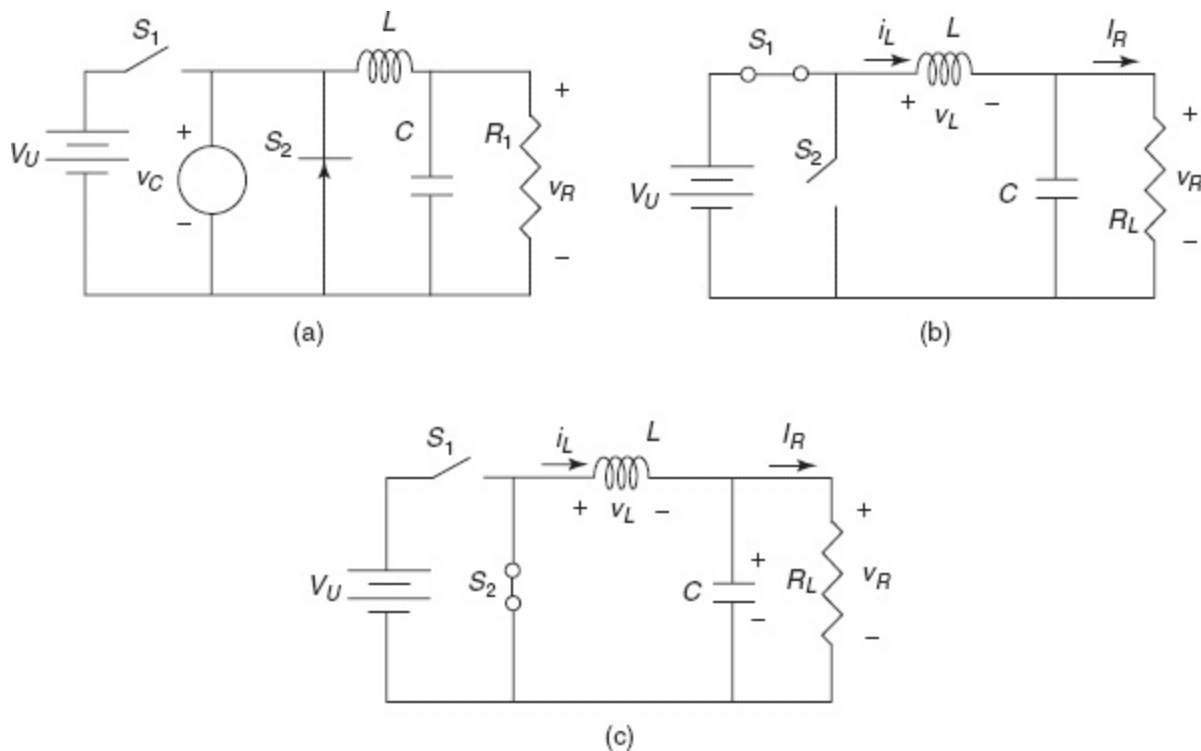 S1
L
VU
+
vC
–
S2
C
R1
+
vR
–
(a)
S1
iL
L
IR
+ vL –
VU
S2
C
RL
+
vR
–
(b)
S1
iL
L
IR
+ vL –
VU
S2
C
+
–
RL
+
vR
–
(c)